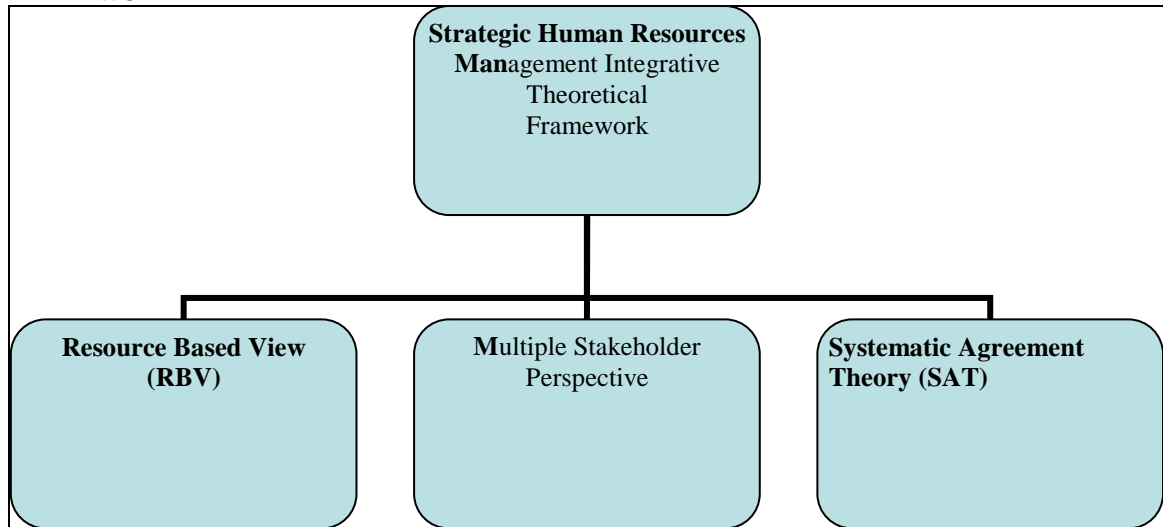 Strategic Human Resources
Management Integrative
Theoretical
Framework
Resource Based View
(RBV)
Multiple Stakeholder
Perspective
Systematic Agreement
Theory (SAT)